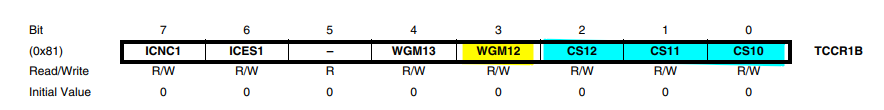 Bit 7 6 5 4 3 2 1 0
(0x81) ICNC1 ICES1 – WGM13 WGM12 CS12 CS11 CS10 TCCR1B
Read/Write R/W R/W R R/W R/W R/W R/W R/W
Initial Value 0 0 0 0 0 0 0 0